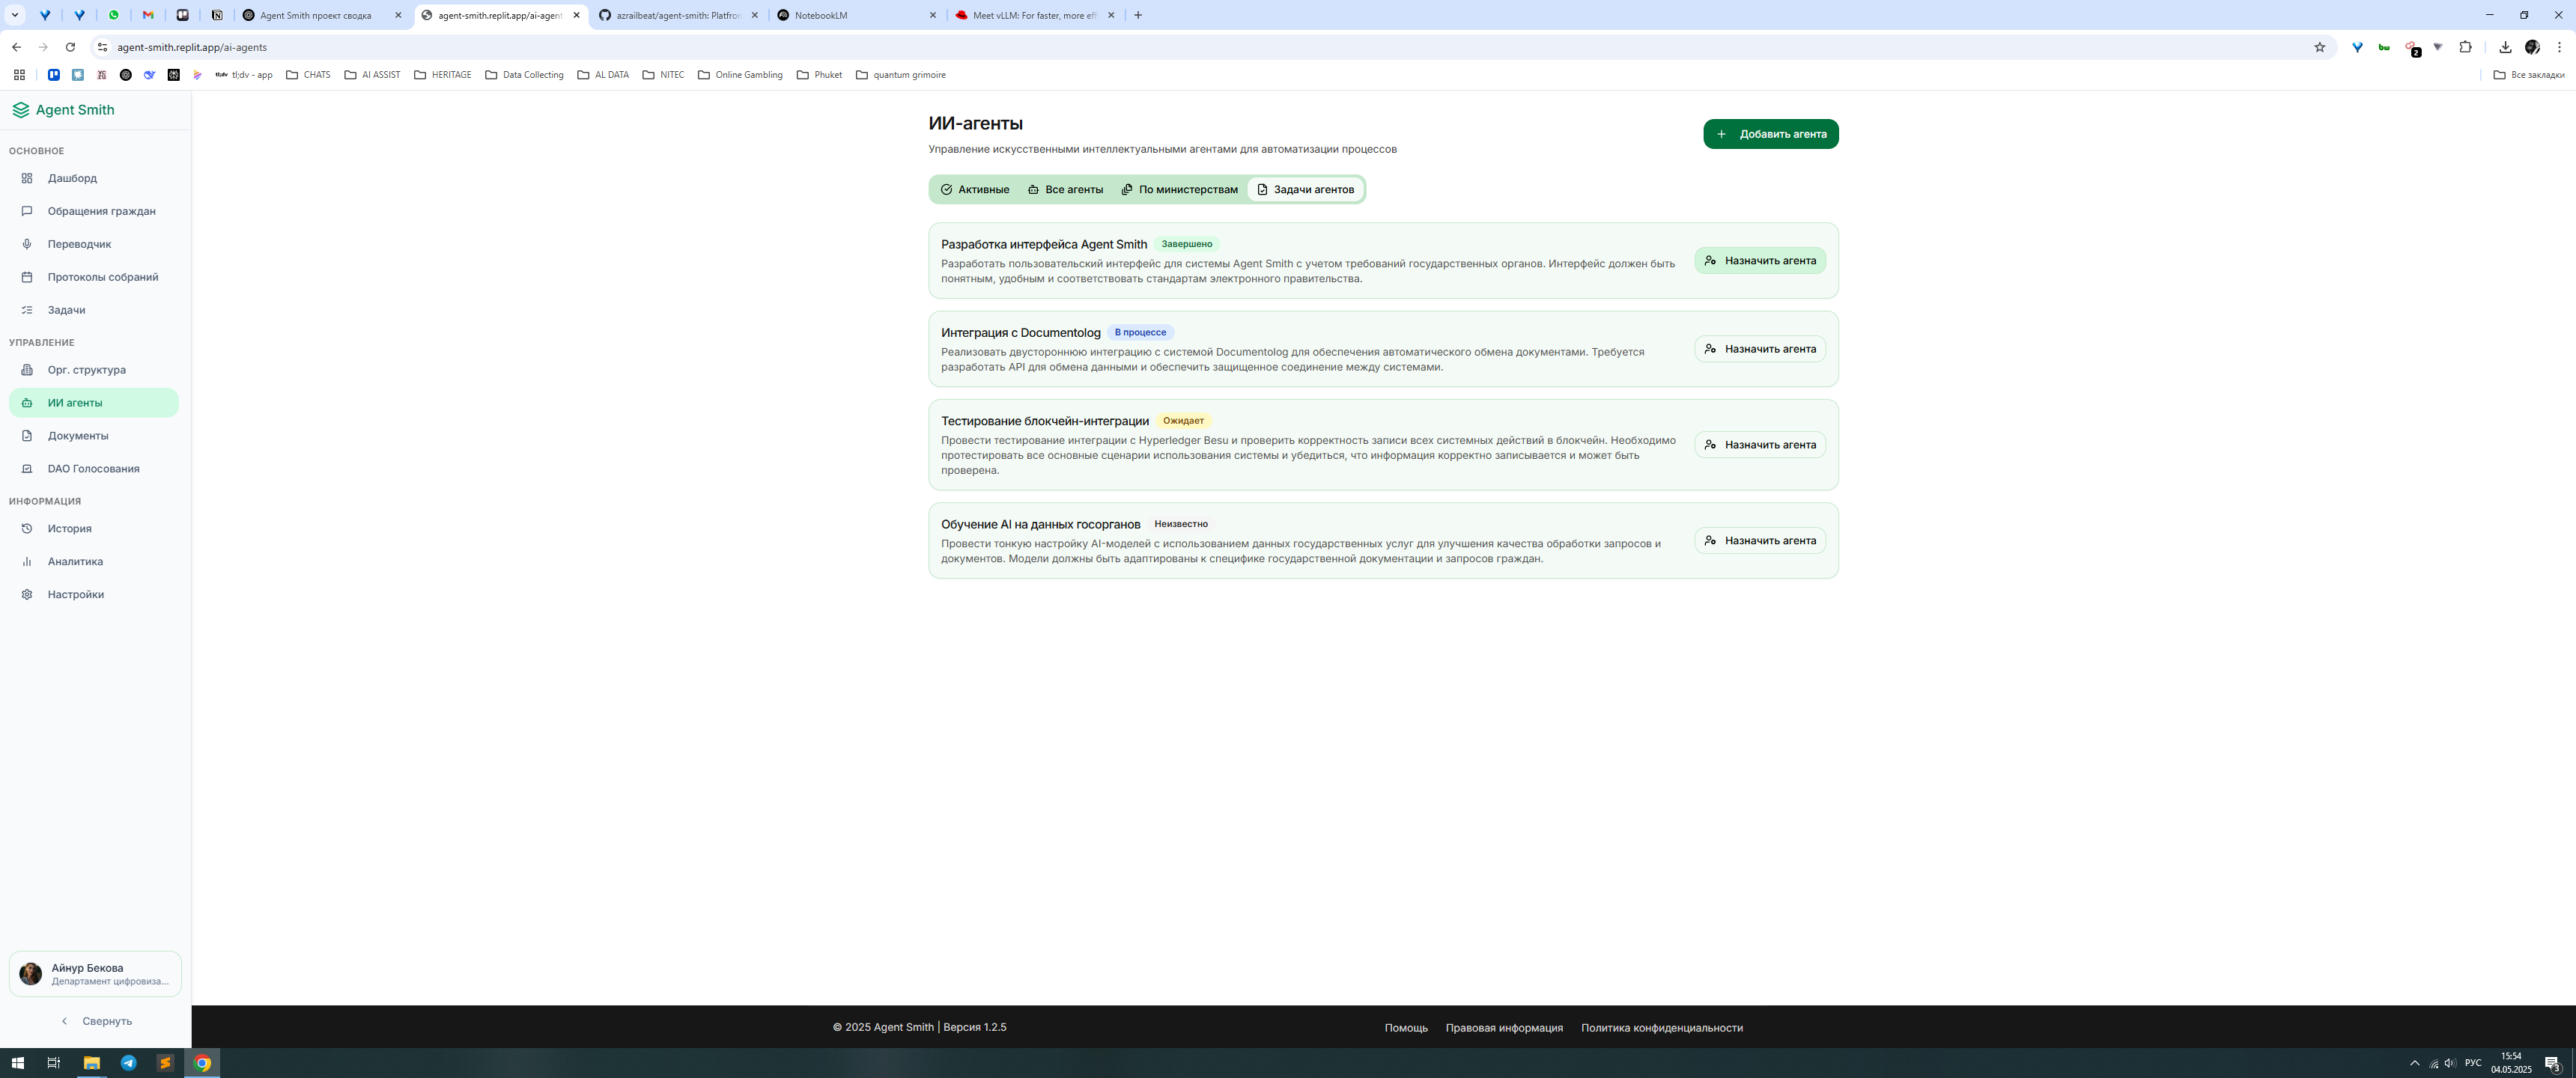 Agent Smith проект сводка
agent-smith.replit.app/ai-agent
azrailbeat/agent-smith: Platfron
NotebookLM
Meet vLLM: For faster, more eff
agent-smith.replit.app/ai-agents
2
tl;dv tl;dv - app
CHATS
AI ASSIST
HERITAGE
Data Collecting
AL DATA
NITEC
Online Gambling
Phuket
quantum grimoire
Все закладки
Agent Smith
ОСНОВНОЕ
Дашборд
Обращения граждан
Переводчик
Протоколы собраний
Задачи
УПРАВЛЕНИЕ
Орг. структура
ИИ агенты
Документы
DAO Голосования
ИНФОРМАЦИЯ
История
Аналитика
Настройки
Айнур Бекова
Департамент цифровиза...
Свернуть
ИИ-агенты
Управление искусственными интеллектуальными агентами для автоматизации процессов
Добавить агента
Активные
Все агенты
По министерствам
Задачи агентов
Разработка интерфейса Agent Smith Завершено
Разработать пользовательский интерфейс для системы Agent Smith с учетом требований государственных органов. Интерфейс должен быть
понятным, удобным и соответствовать стандартам электронного правительства.
Назначить агента
Интеграция с Documentolog В процессе
Реализовать двустороннюю интеграцию с системой Documentolog для обеспечения автоматического обмена документами. Требуется
разработать API для обмена данными и обеспечить защищенное соединение между системами.
Назначить агента
Тестирование блокчейн-интеграции Ожидает
Провести тестирование интеграции с Hyperledger Besu и проверить корректность записи всех системных действий в блокчейн. Необходимо
протестировать все основные сценарии использования системы и убедиться, что информация корректно записывается и может быть
проверена.
Назначить агента
Обучение AI на данных госорганов Неизвестно
Провести тонкую настройку AI-моделей с использованием данных государственных услуг для улучшения качества обработки запросов и
документов. Модели должны быть адаптированы к специфике государственной документации и запросов граждан.
Назначить агента
© 2025 Agent Smith | Версия 1.2.5
Помощь
Правовая информация
Политика конфиденциальности
РУС
15:54
04.05.2025
3